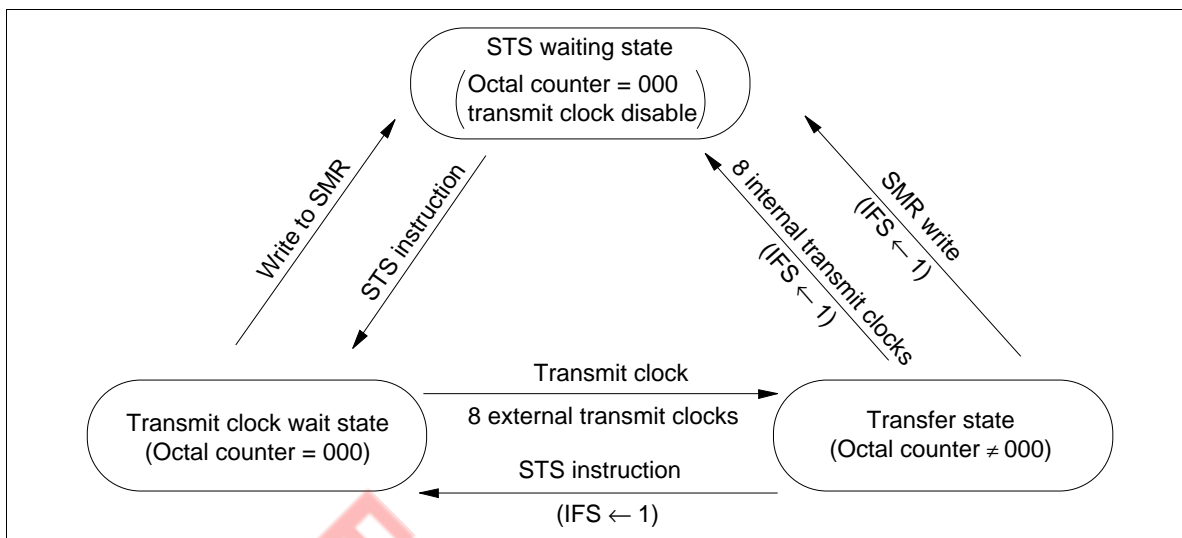 STS waiting state
(Octal counter = 000
transmit clock disable)
Write to SMR
STS instruction
8 internal transmit clocks
(IFS ← 1)
SMR write
(IFS ← 1)
Transmit clock wait state
(Octal counter = 000)
Transmit clock
8 external transmit clocks
STS instruction
(IFS ← 1)
Transfer state
(Octal counter ≠ 000)